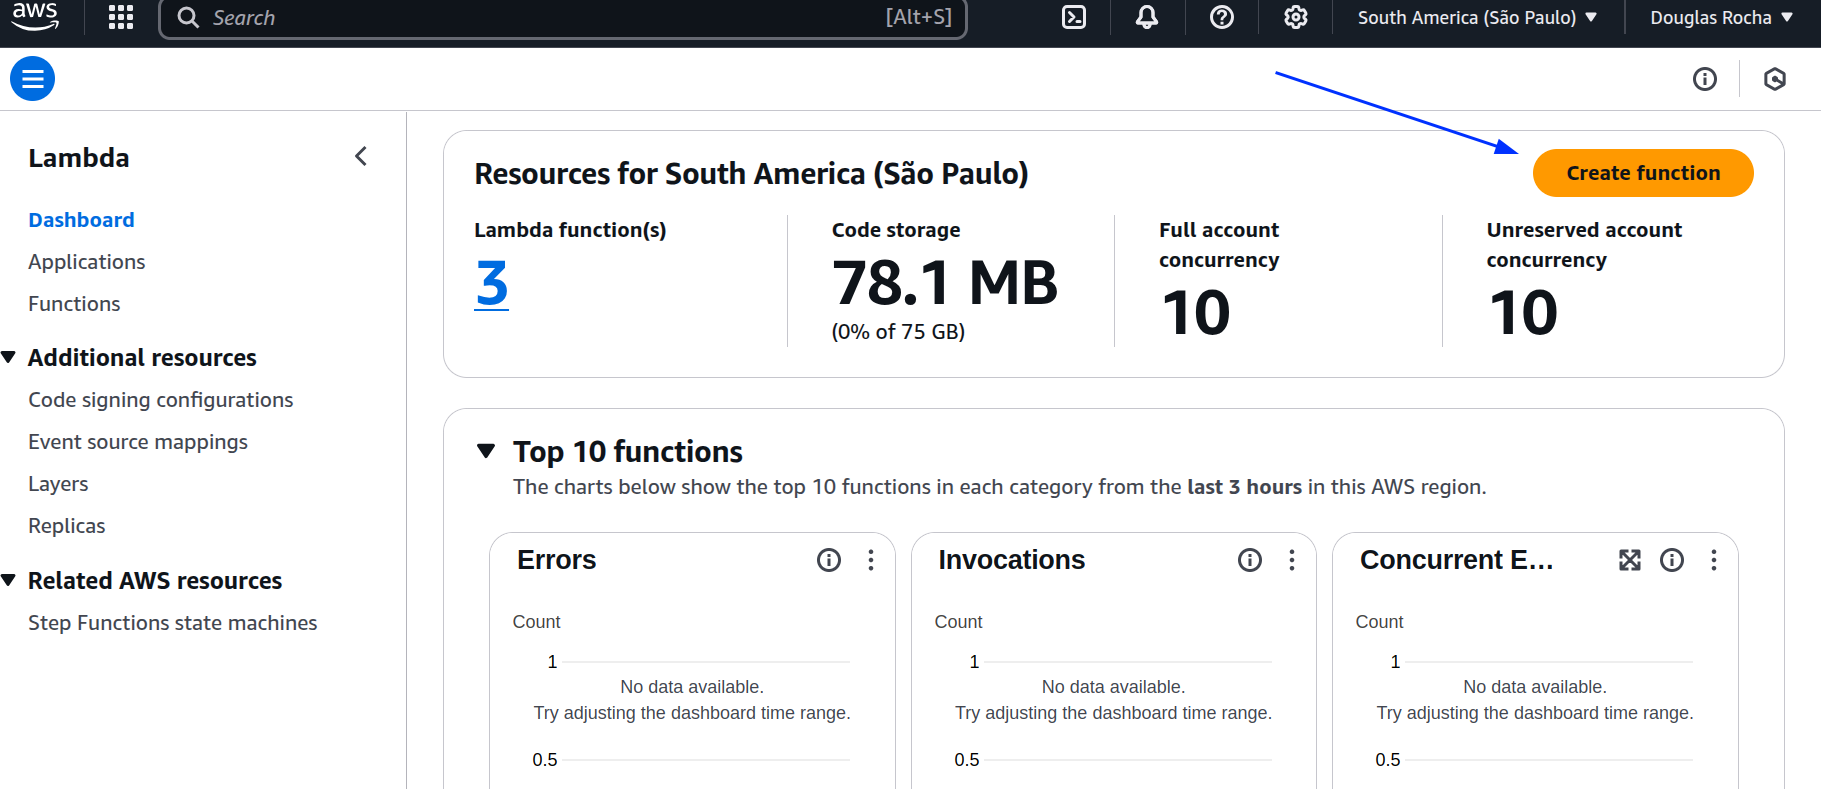 aws
Search
[Alt+S]
South America (São Paulo)
Douglas Rocha
Lambda
Dashboard
Applications
Functions
Additional resources
Code signing configurations
Event source mappings
Layers
Replicas
Related AWS resources
Step Functions state machines
Resources for South America (São Paulo)
Create function
Lambda function(s)
3
Code storage
78.1 MB
(0% of 75 GB)
Full account
concurrency
10
Unreserved account
concurrency
10
Top 10 functions
The charts below show the top 10 functions in each category from the last 3 hours in this AWS region.
Errors
Count
1
No data available.
Try adjusting the dashboard time range.
0.5
Invocations
Count
1
No data available.
Try adjusting the dashboard time range.
0.5
Concurrent E...
Count
1
No data available.
Try adjusting the dashboard time range.
0.5